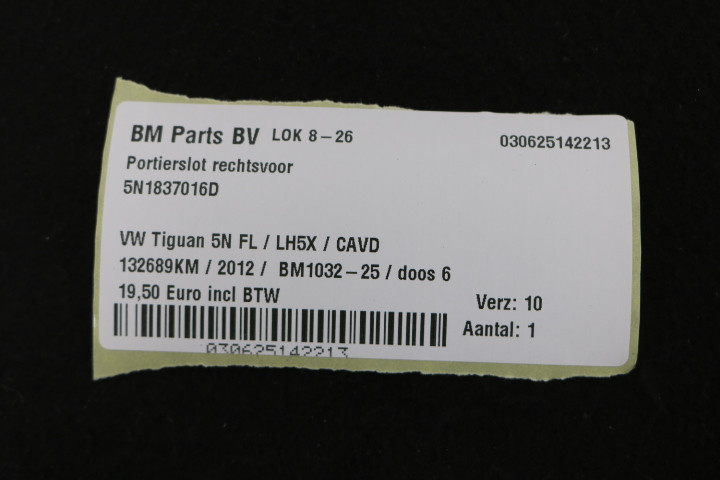 BM Parts BV LOK 8-26 030625142213
Portierslot rechtsvoor
5N1837016D
VW Tiguan 5N FL / LH5X / CAVD
132689KM / 2012 / BM1032-25 / doos 6
19,50 Euro incl BTW Verz: 10
Aantal: 1
030625142213